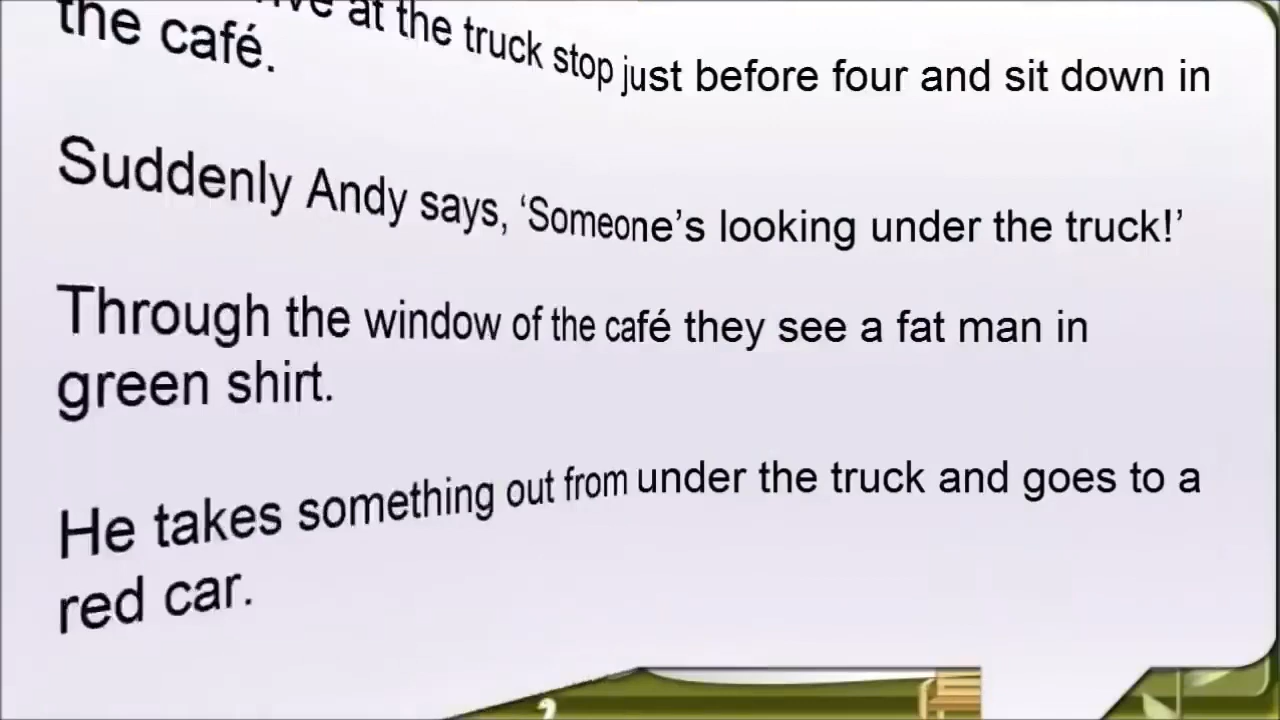 at the truck stop just before four and sit down in
the café.
Suddenly Andy says, ‘Someone’s looking under the truck!’
Through the window of the café they see a fat man in
green shirt.
He takes something out from under the truck and goes to a
red car.